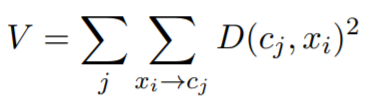 V = ∑_j ∑_{x_i→c_j} D(c_j, x_i)^2